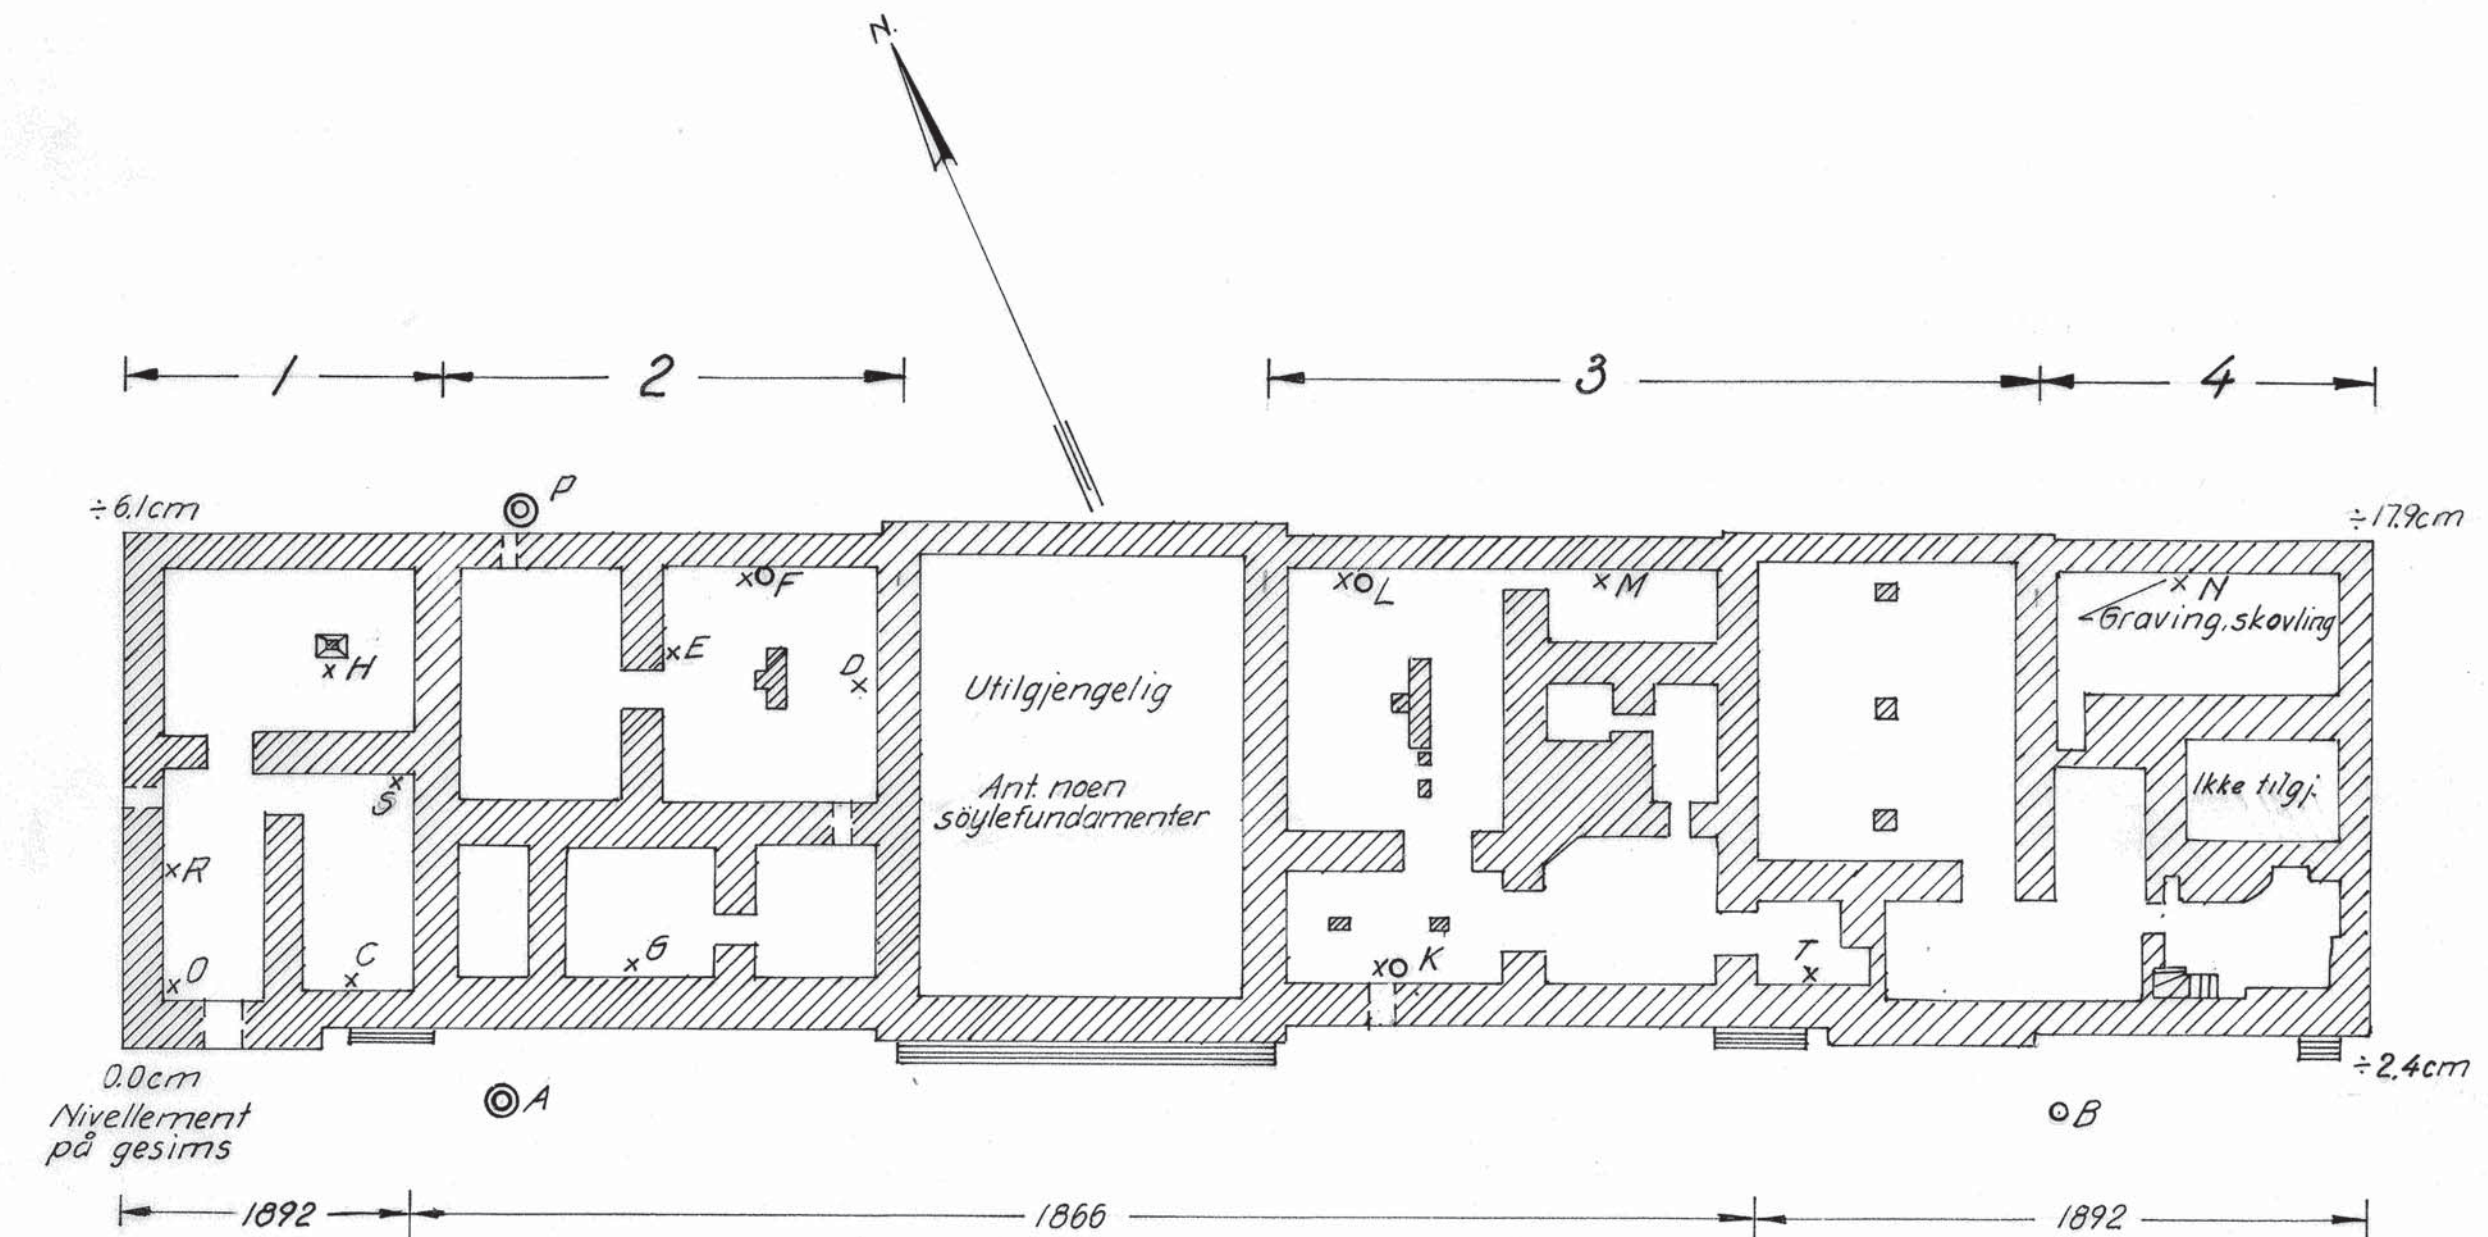 N.
1
2
3
4
÷6.1cm
P
÷17.9cm
F
L
M
N
Graving, skovling
E
H
D
Utilgjengelig
Ant. noen
söylefundamenter
Ikke tilgj.
S
R
O
C
G
K
T
0.0cm
Nivellement
på gesims
A
÷2.4cm
B
1892
1866
1892